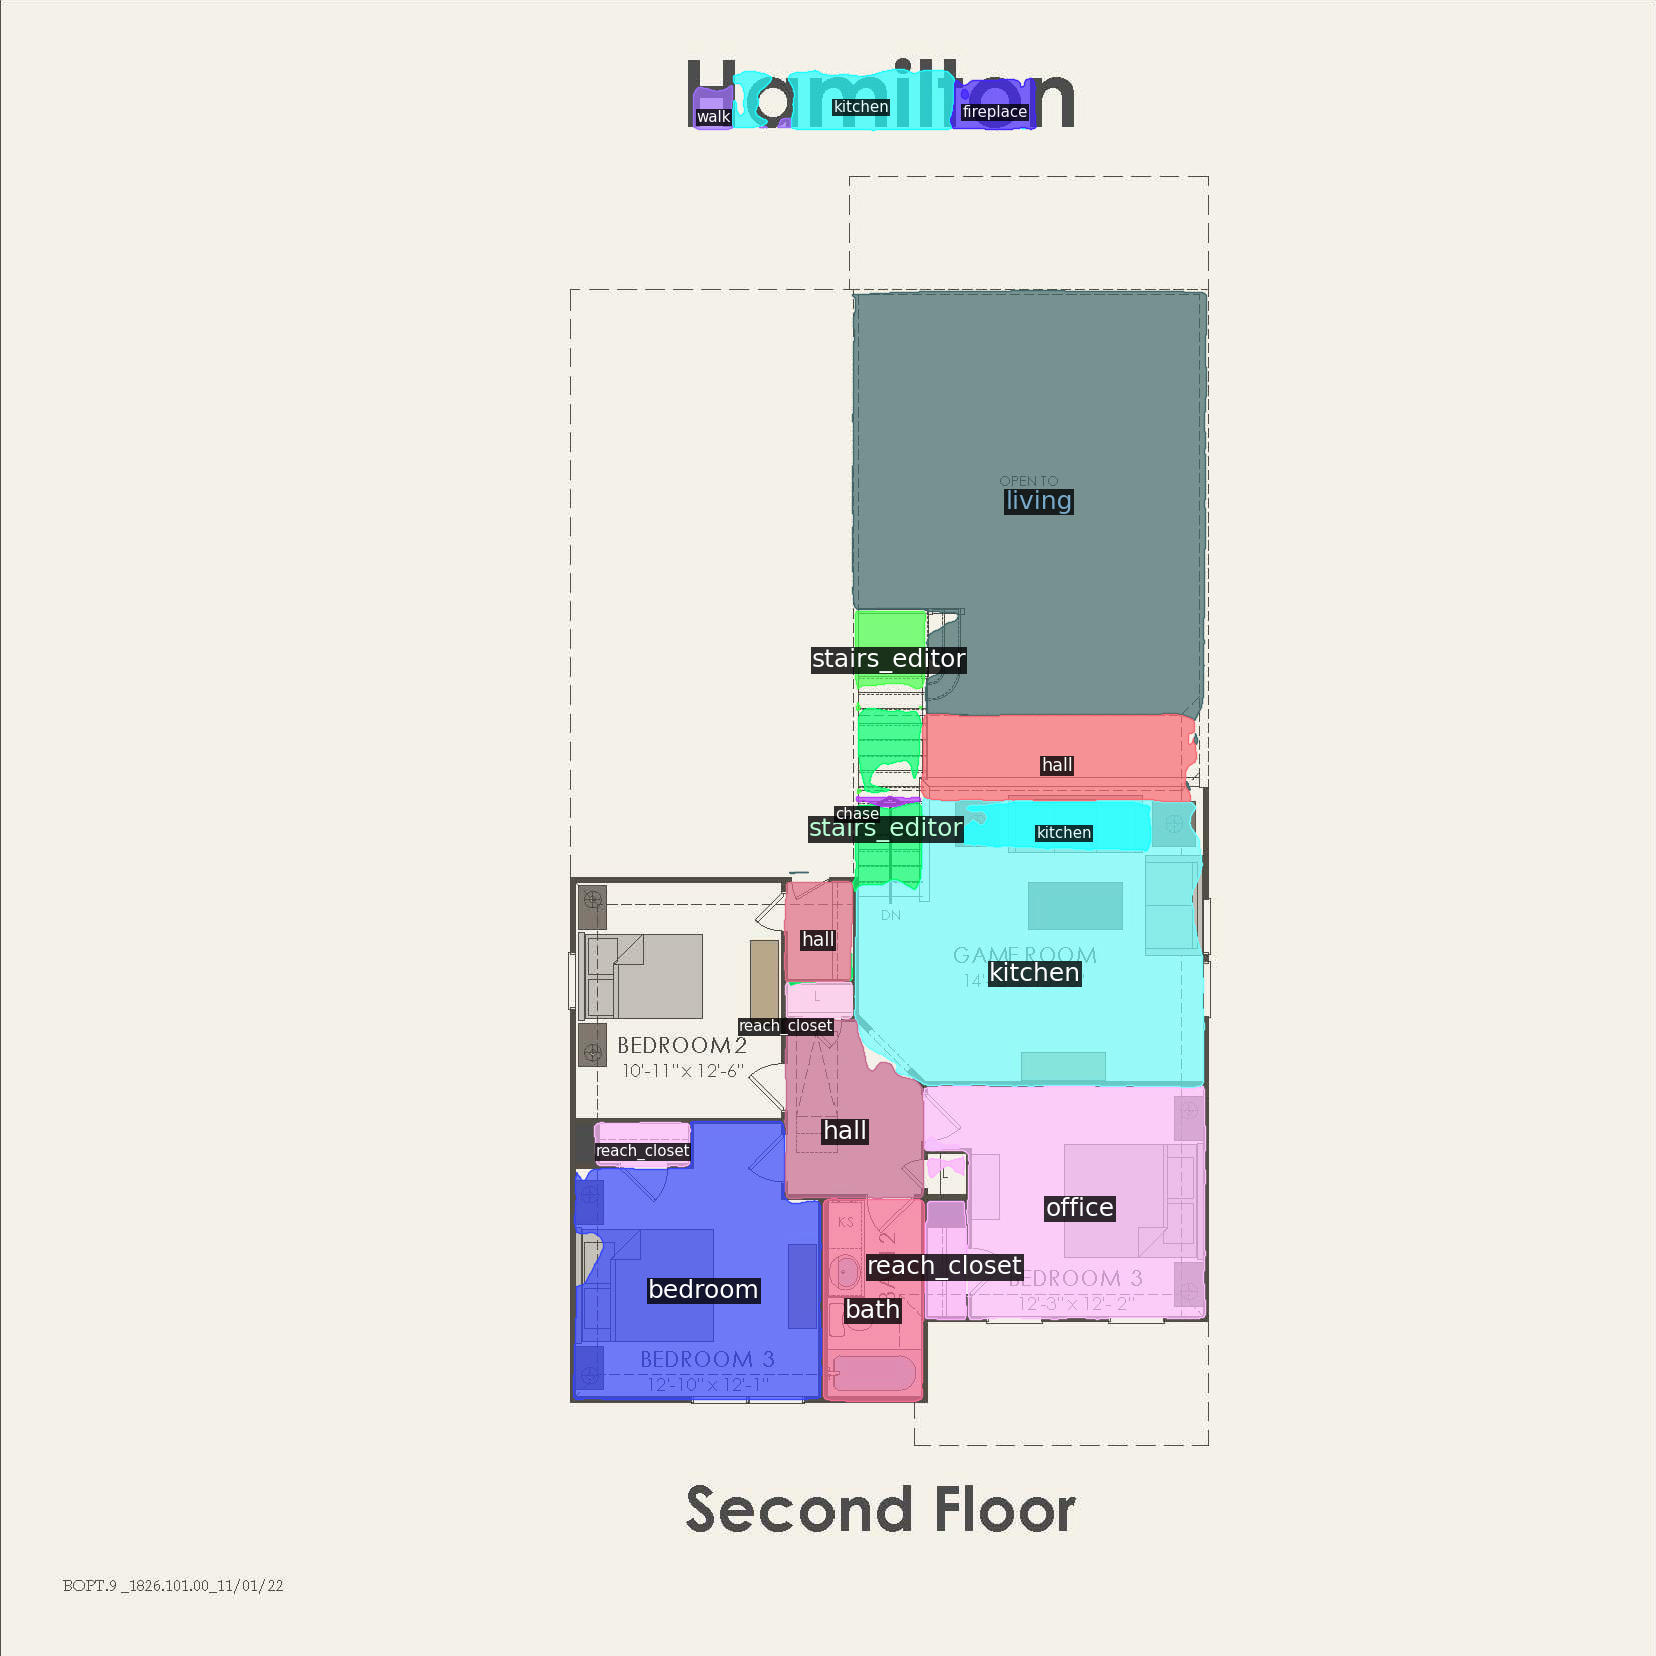 Hamilton
walk
kitchen
fireplace
OPEN TO
living
stairs_editor
hall
chase
stairs_editor
kitchen
DN
hall
GAME ROOM
kitchen
14'
L
reach_closet
BEDROOM 2
10'-11" x 12'-6"
hall
reach_closet
L
office
KS
2
reach_closet
BEDROOM 3
12'-3" x 12'- 2"
bedroom
bath
BEDROOM 3
12'-10" x 12'-1"
Second Floor
BOPT.9 _1826.101.00_11/01/22